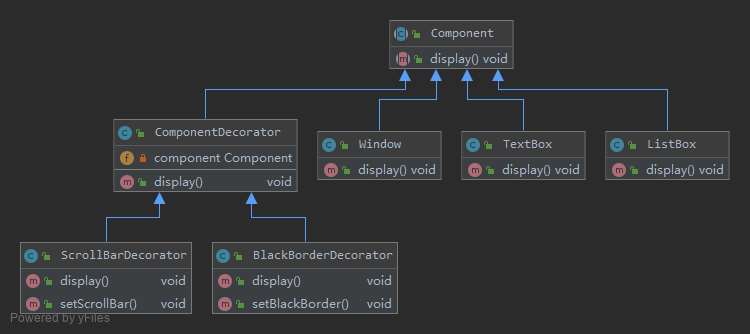 Component
display() void
ComponentDecorator
component Component
display() void
Window
display() void
TextBox
display() void
ListBox
display() void
ScrollBarDecorator
display() void
setScrollBar() void
BlackBorderDecorator
display() void
setBlackBorder() void
Powered by yFiles